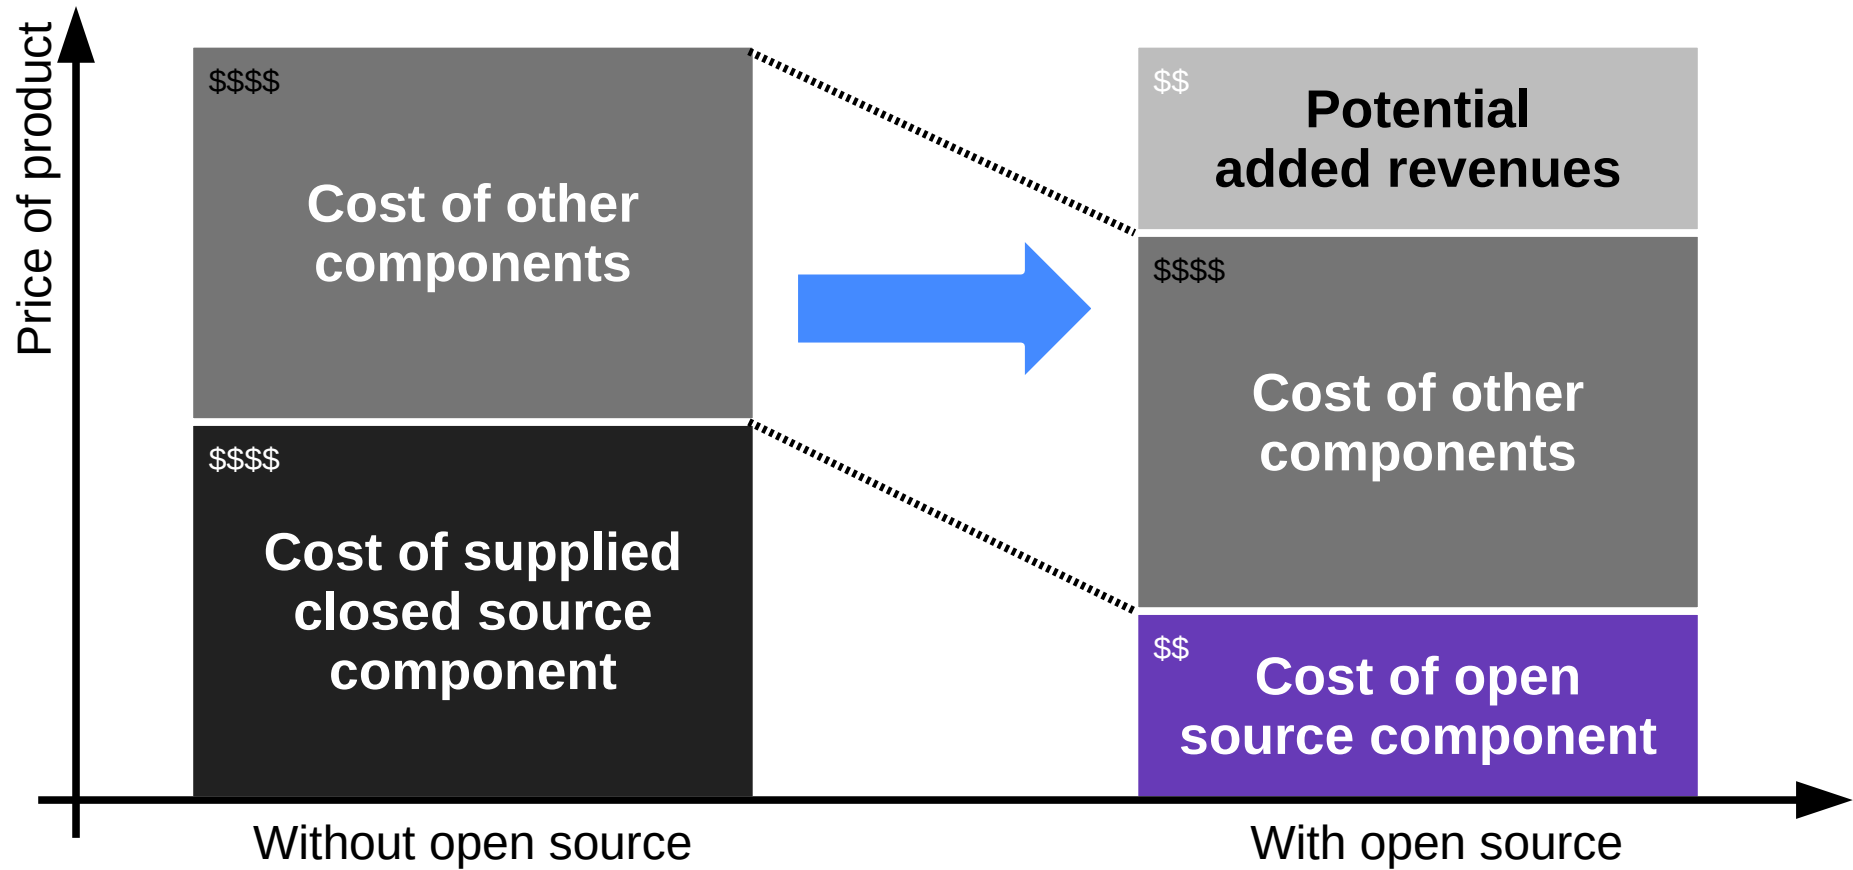 Price of product
$$$$
Cost of other
components
$$$$
Cost of supplied
closed source
component
Without open source
$$
Potential
added revenues
$$$$
Cost of other
components
$$
Cost of open
source component
With open source